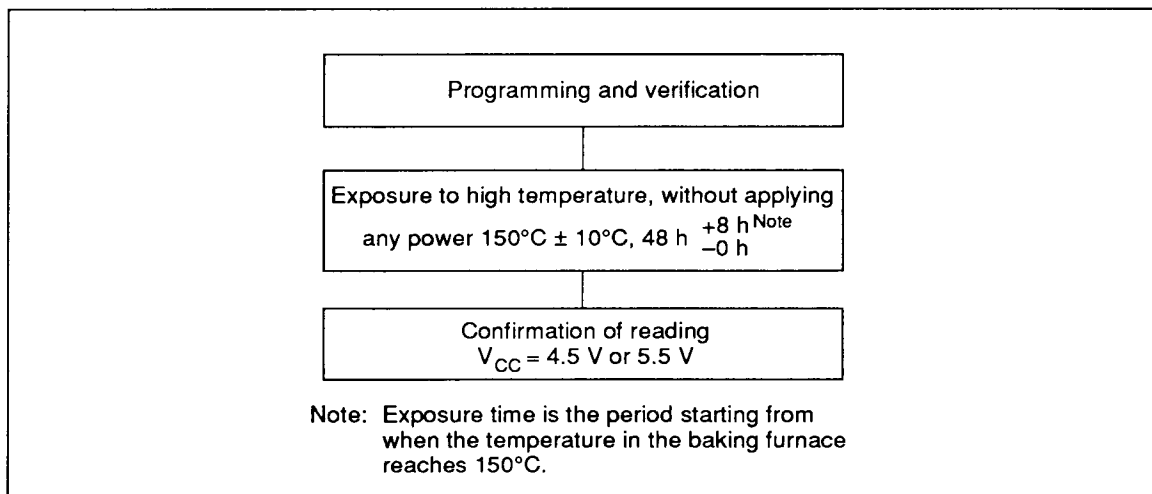 Programming and verification
Exposure to high temperature, without applying
any power 150°C ± 10°C, 48 h +8 h Note
−0 h
Confirmation of reading
VCC = 4.5 V or 5.5 V
Note: Exposure time is the period starting from
when the temperature in the baking furnace
reaches 150°C.